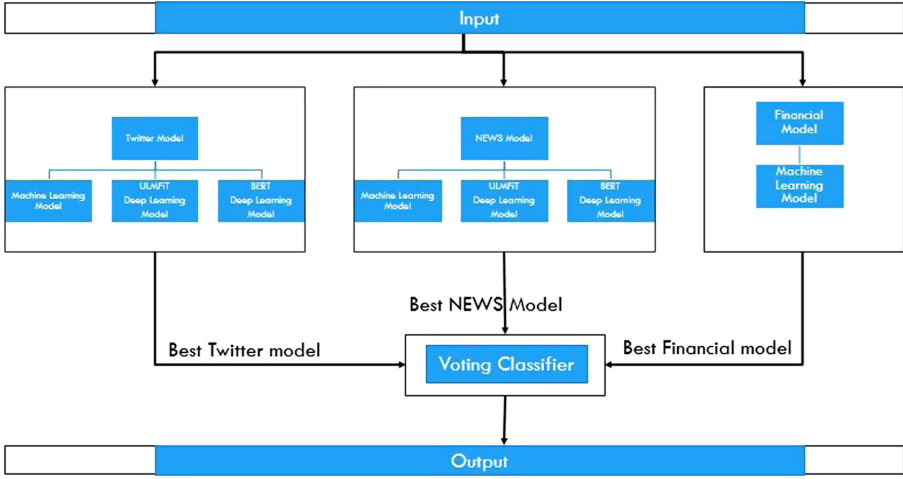 Input
Twitter Model
Machine Learning
Model
ULMFiT
Deep Learning
Model
BERT
Deep Learning
Model
NEWS Model
Machine Learning
Model
ULMFiT
Deep Learning
Model
BERT
Deep Learning
Model
Financial
Model
Machine
Learning
Model
Best Twitter model
Best NEWS Model
Best Financial model
Voting Classifier
Output